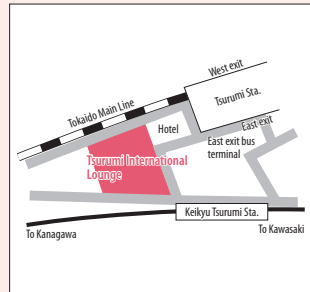 West exit
Tsurumi Sta.
Tokaido Main Line
Hotel
East exit
East exit bus
terminal
Tsurumi International
Lounge
Keikyu Tsurumi Sta.
To Kanagawa
To Kawasaki